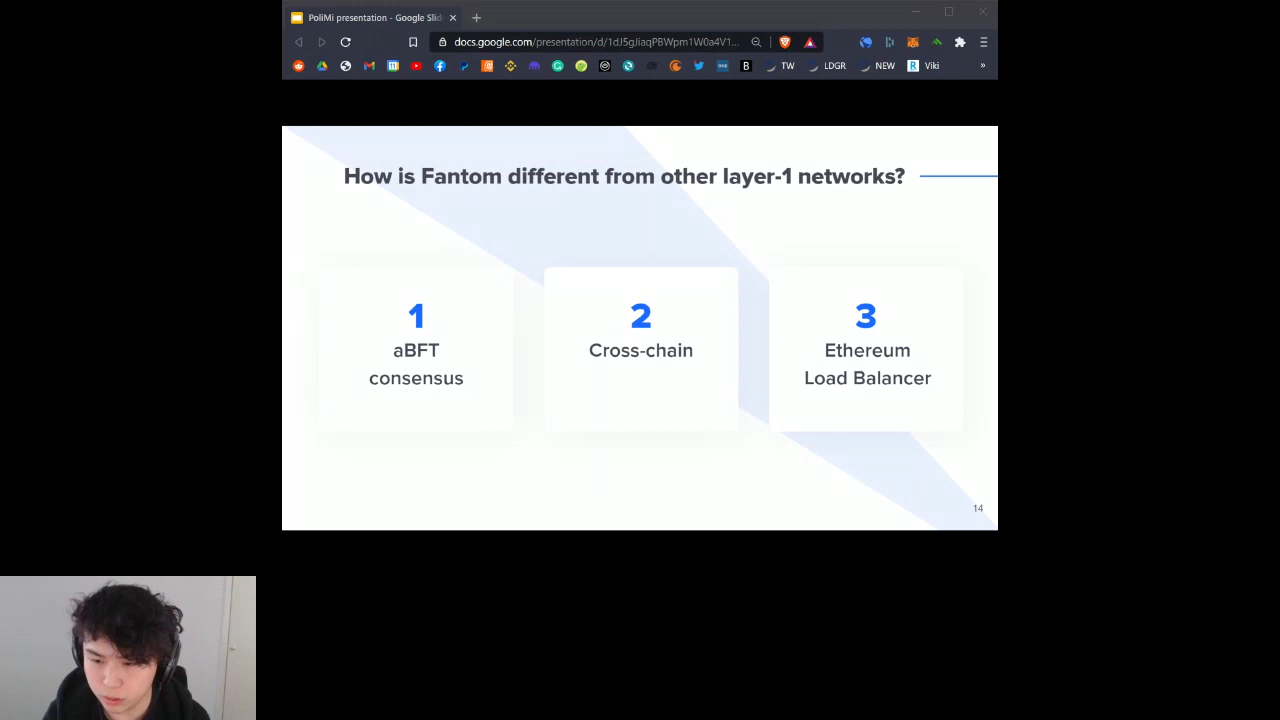 PoliMi presentation - Google Slid
docs.google.com/presentation/d/1dJ5gJiaqPBWpm1W0a4V1...
TW
LDGR
NEW
Viki
»
How is Fantom different from other layer-1 networks?
1
aBFT
consensus
2
Cross-chain
3
Ethereum
Load Balancer
14